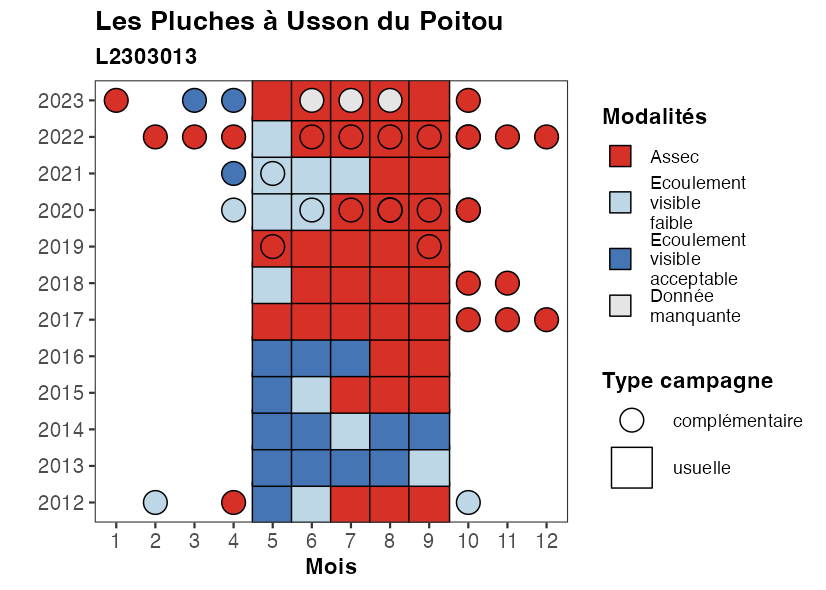 Les Pluches à Usson du Poitou
L2303013
2023
2022
2021
2020
2019
2018
2017
2016
2015
2014
2013
2012
1 2 3 4 5 6 7 8 9 10 11 12
Mois
Modalités
Assec
Ecoulement
visible
faible
Ecoulement
visible
acceptable
Donnée
manquante
Type campagne
complémentaire
usuelle